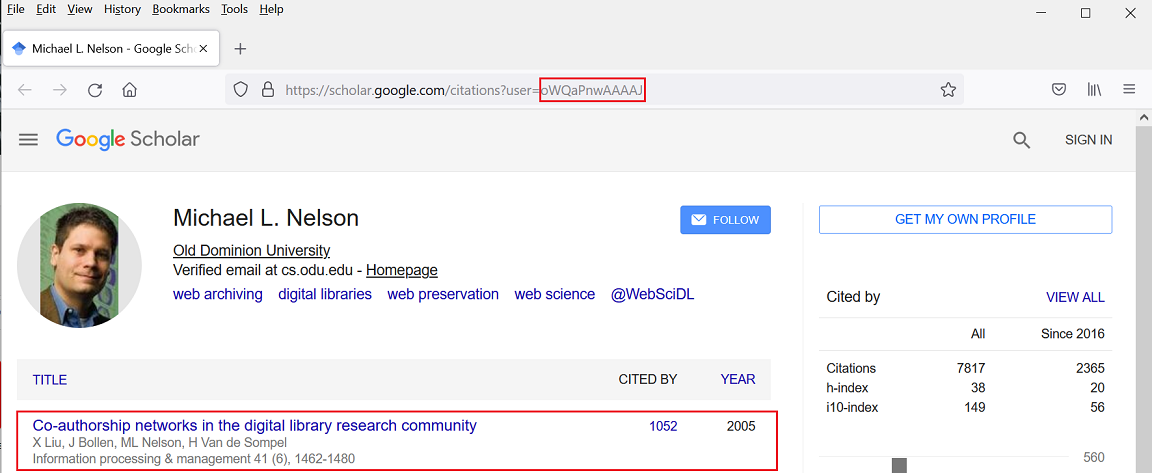 File Edit View History Bookmarks Tools Help
Michael L. Nelson - Google Sch
https://scholar.google.com/citations?user=oWQaPnwAAAAJ
Google Scholar
SIGN IN
Michael L. Nelson
FOLLOW
Old Dominion University
Verified email at cs.odu.edu - Homepage
web archiving digital libraries web preservation web science @WebSciDL
GET MY OWN PROFILE
Cited by VIEW ALL
All Since 2016
Citations 7817 2365
h-index 38 20
i10-index 149 56
560
TITLE CITED BY YEAR
Co-authorship networks in the digital library research community 1052 2005
X Liu, J Bollen, ML Nelson, H Van de Sompel
Information processing & management 41 (6), 1462-1480